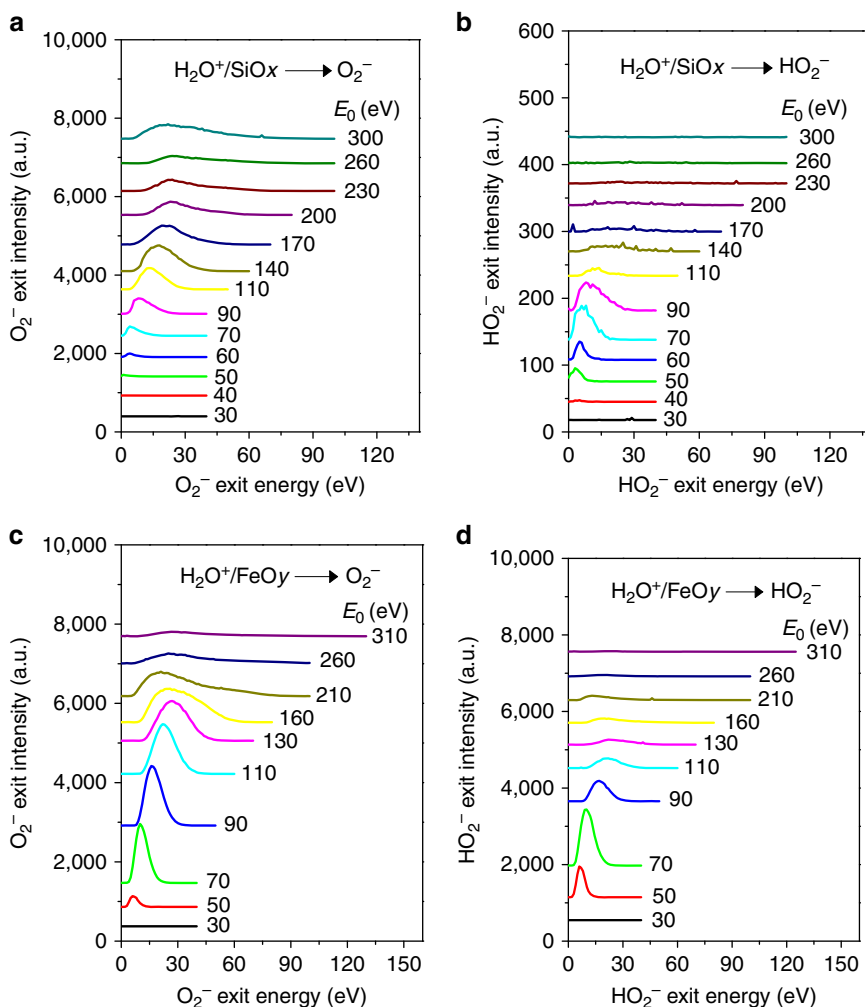 a
H₂O⁺/SiOx → O₂⁻
E₀ (eV)
300
260
230
200
170
140
110
90
70
60
50
40
30
10,000
8,000
6,000
4,000
2,000
0
0 30 60 90 120
O₂⁻ exit intensity (a.u.)
O₂⁻ exit energy (eV)
b
H₂O⁺/SiOx → HO₂⁻
E₀ (eV)
300
260
230
200
170
140
110
90
70
60
50
40
30
600
500
400
300
200
100
0
0 30 60 90 120
HO₂⁻ exit intensity (a.u.)
HO₂⁻ exit energy (eV)
c
H₂O⁺/FeOy → O₂⁻
E₀ (eV)
310
260
210
160
130
110
90
70
50
30
10,000
8,000
6,000
4,000
2,000
0
0 30 60 90 120 150
O₂⁻ exit intensity (a.u.)
O₂⁻ exit energy (eV)
d
H₂O⁺/FeOy → HO₂⁻
E₀ (eV)
310
260
210
160
130
110
90
70
50
30
10,000
8,000
6,000
4,000
2,000
0
0 30 60 90 120 150
HO₂⁻ exit intensity (a.u.)
HO₂⁻ exit energy (eV)